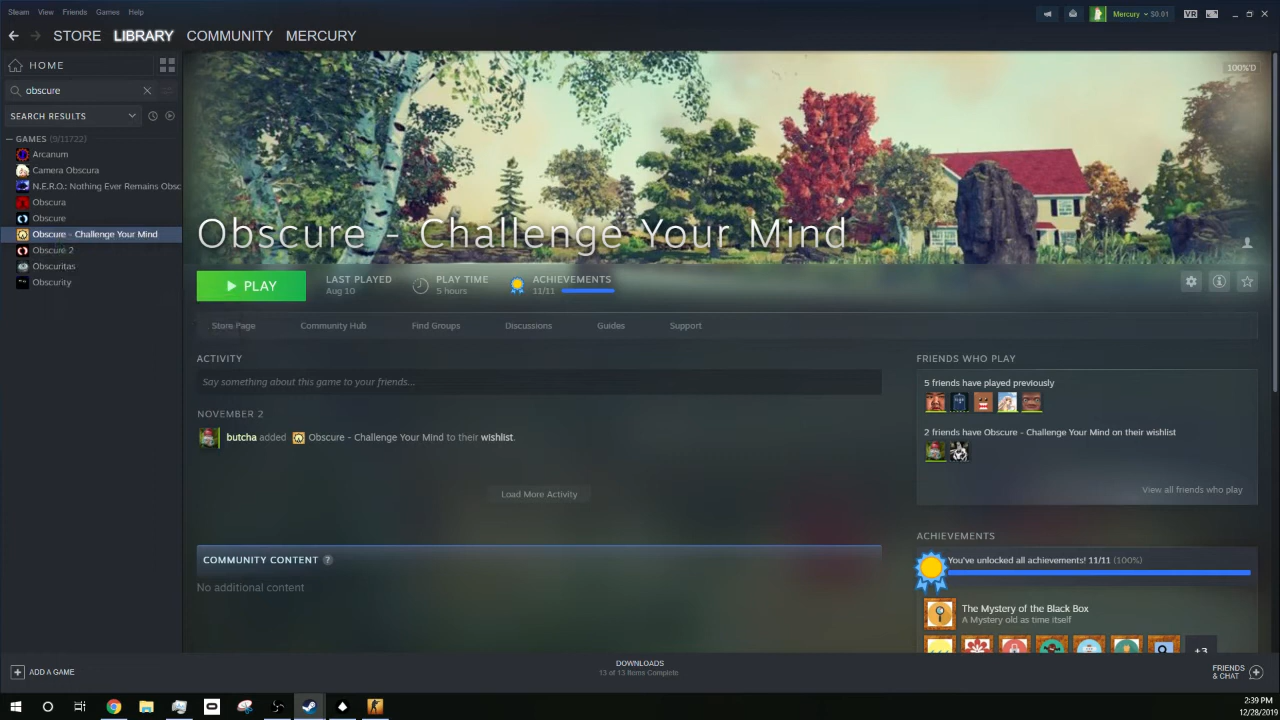 Steam View Friends Games Help
Mercury $0.01
VR
STORE LIBRARY COMMUNITY MERCURY
HOME
obscure
SEARCH RESULTS
GAMES (9/11722)
Arcanum
Camera Obscura
N.E.R.O.: Nothing Ever Remains Obsc
Obscura
Obscure
Obscure - Challenge Your Mind
Obscure 2
Obscuritas
Obscurity
100%'D
Obscure - Challenge Your Mind
PLAY
LAST PLAYED
Aug 10
PLAY TIME
5 hours
ACHIEVEMENTS
11/11
Store Page Community Hub Find Groups Discussions Guides Support
ACTIVITY
Say something about this game to your friends...
NOVEMBER 2
butcha added Obscure - Challenge Your Mind to their wishlist.
Load More Activity
COMMUNITY CONTENT ?
No additional content
FRIENDS WHO PLAY
5 friends have played previously
2 friends have Obscure - Challenge Your Mind on their wishlist
View all friends who play
ACHIEVEMENTS
You've unlocked all achievements! 11/11 (100%)
The Mystery of the Black Box
A Mystery old as time itself
+3
ADD A GAME
DOWNLOADS
13 of 13 Items Complete
FRIENDS
& CHAT
2:39 PM
12/28/2019